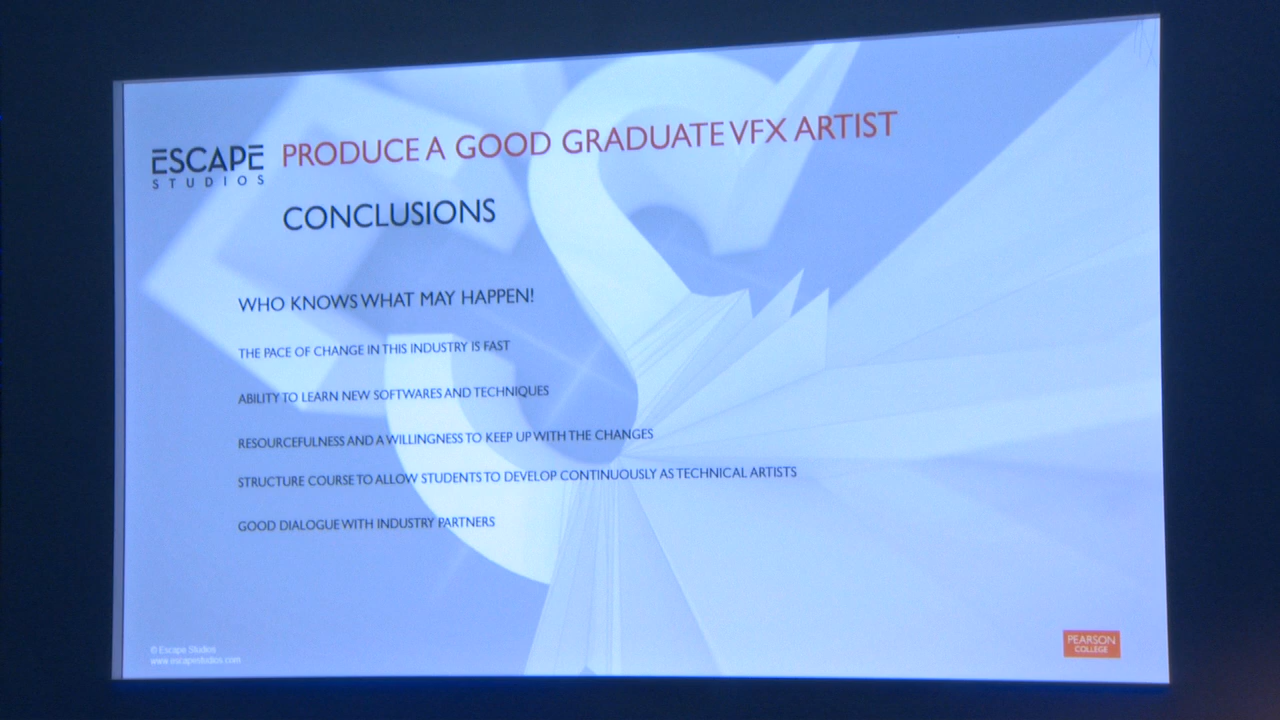 ESCAPE
STUDIOS
PRODUCE A GOOD GRADUATE VFX ARTIST
CONCLUSIONS
WHO KNOWS WHAT MAY HAPPEN!
THE PACE OF CHANGE IN THIS INDUSTRY IS FAST
ABILITY TO LEARN NEW SOFTWARES AND TECHNIQUES
RESOURCEFULNESS AND A WILLINGNESS TO KEEP UP WITH THE CHANGES
STRUCTURE COURSE TO ALLOW STUDENTS TO DEVELOP CONTINUOUSLY AS TECHNICAL ARTISTS
GOOD DIALOGUE WITH INDUSTRY PARTNERS
© Escape Studios
www.escapestudios.com
PEARSON
COLLEGE